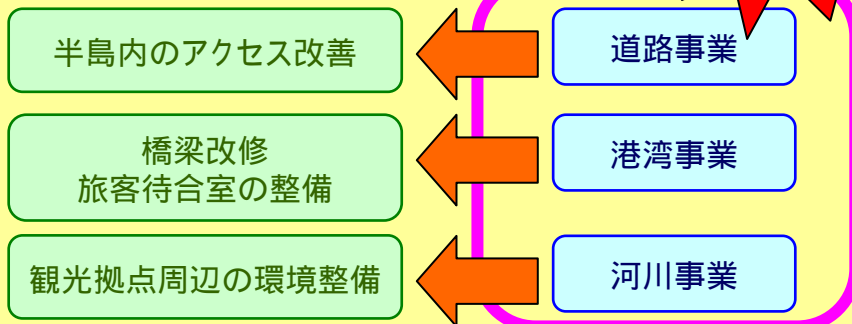 半島内のアクセス改善
道路事業
橋梁改修
旅客待合室の整備
港湾事業
観光拠点周辺の環境整備
河川事業